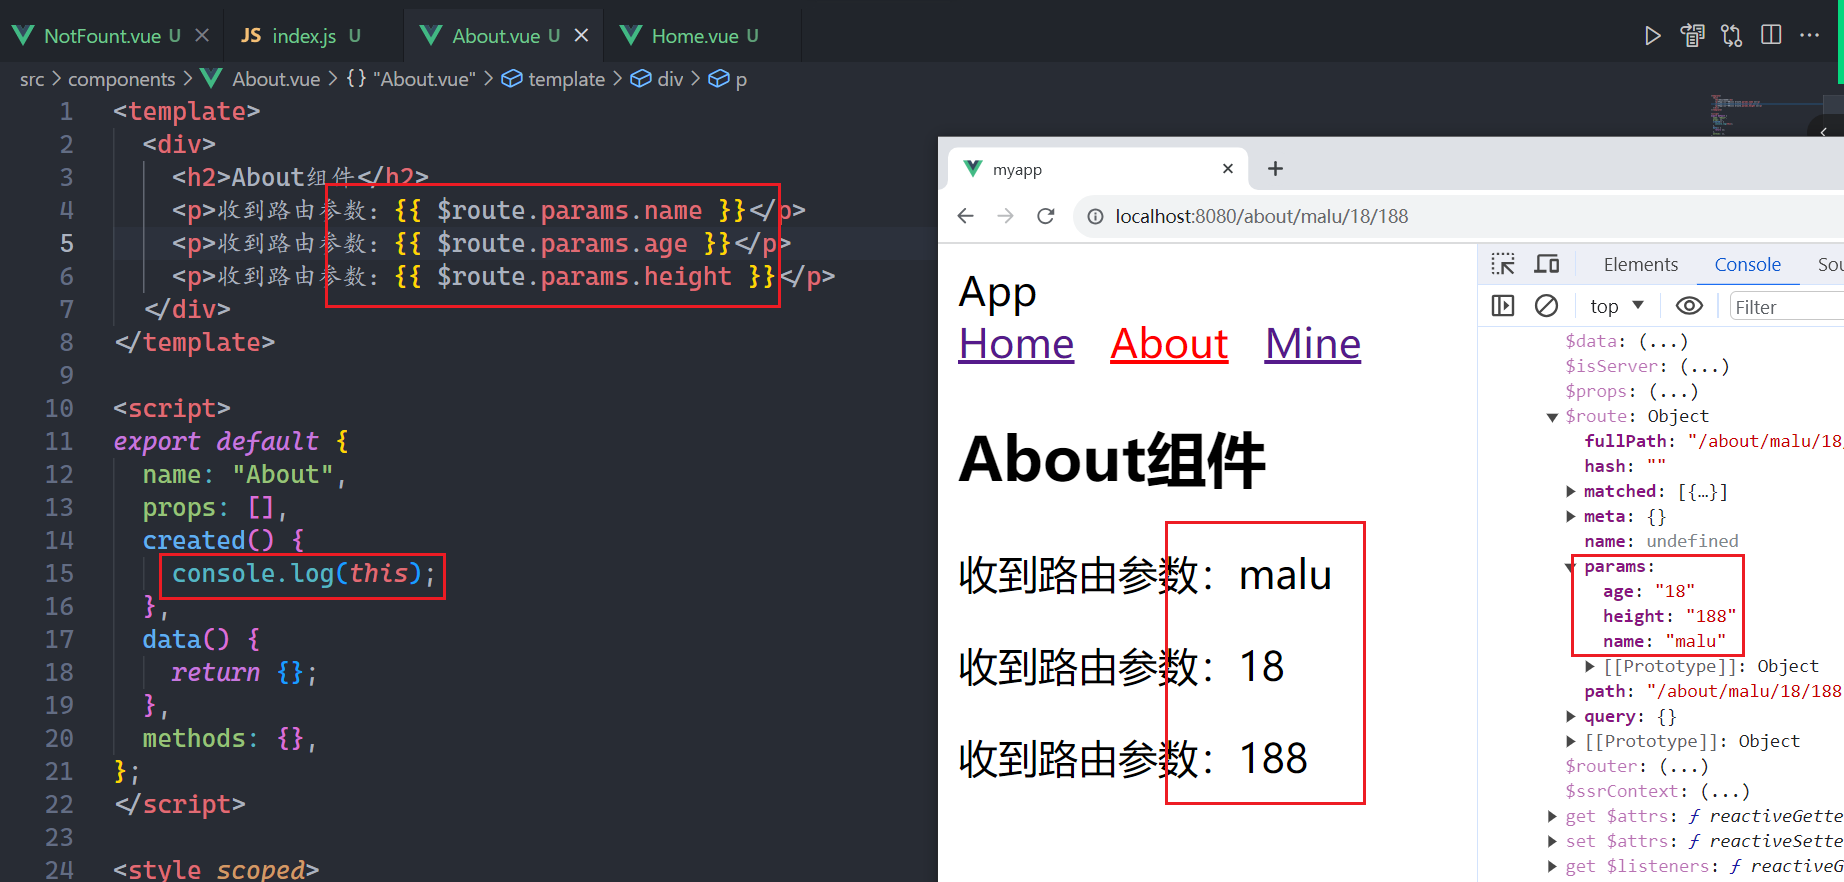 NotFount.vue U
JS index.js U
About.vue U
Home.vue U
src > components > About.vue > {} "About.vue" > template > div > p
1 <template>
2 <div>
3 <h2>About组件</h2>
4 <p>收到路由参数：{{ $route.params.name }}</p>
5 <p>收到路由参数：{{ $route.params.age }}</p>
6 <p>收到路由参数：{{ $route.params.height }}</p>
7 </div>
8 </template>
9
10 <script>
11 export default {
12 name: "About",
13 props: [],
14 created() {
15 console.log(this);
16 },
17 data() {
18 return {};
19 },
20 methods: {},
21 };
22 </script>
23
24 <style scoped>
myapp
localhost:8080/about/malu/18/188
App
Home About Mine
About组件
收到路由参数：malu
收到路由参数：18
收到路由参数：188
Elements Console Sou
top Filter
$data: (...)
$isServer: (...)
$props: (...)
$route: Object
fullPath: "/about/malu/18/
hash: ""
matched: [{…}]
meta: {}
name: undefined
params:
age: "18"
height: "188"
name: "malu"
[[Prototype]]: Object
path: "/about/malu/18/188
query: {}
[[Prototype]]: Object
$router: (...)
$ssrContext: (...)
get $attrs: ƒ reactiveGette
set $attrs: ƒ reactiveSette
get $listeners: ƒ reactiveG